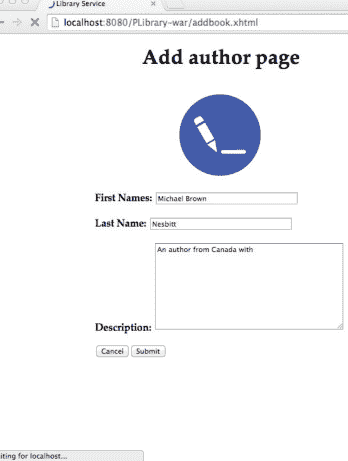 Library Service
localhost:8080/PLibrary-war/addbook.xhtml
Add author page
First Names: Michael Brown
Last Name: Nesbitt
An author from Canada with
Description:
Cancel Submit
iting for localhost...